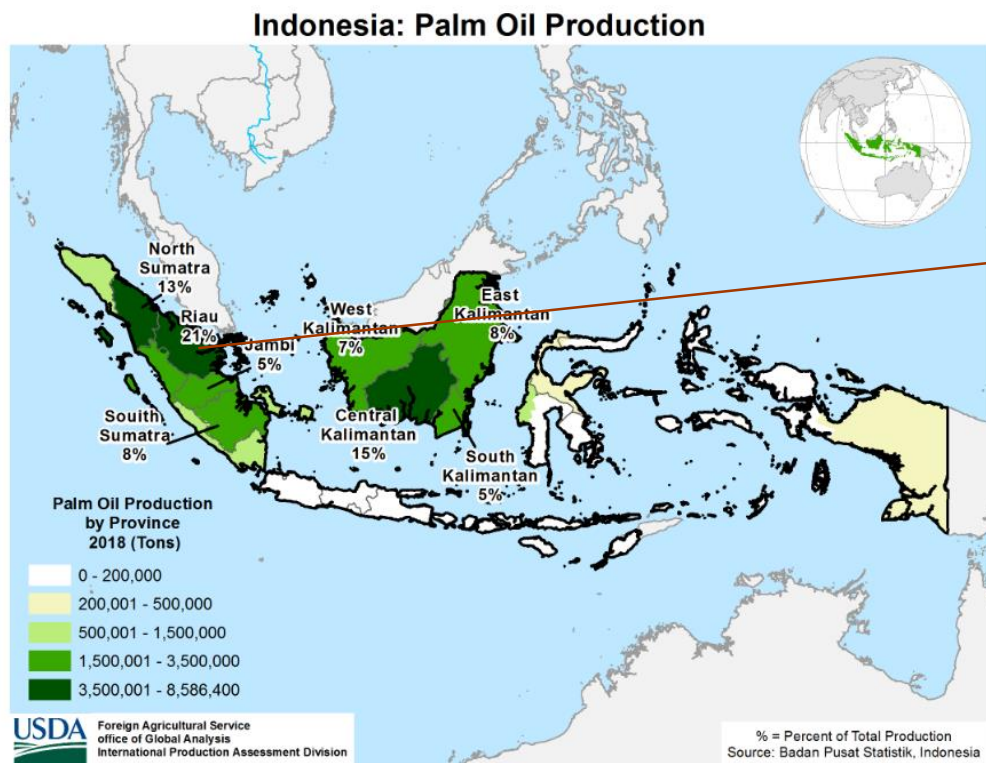 Indonesia: Palm Oil Production
North
Sumatra
13%
Riau
21%
Jambi
5%
West
Kalimantan
7%
East
Kalimantan
8%
South
Sumatra
8%
Central
Kalimantan
15%
South
Kalimantan
5%
Palm Oil Production
by Province
2018 (Tons)
0 - 200,000
200,001 - 500,000
500,001 - 1,500,000
1,500,001 - 3,500,000
3,500,001 - 8,586,400
USDA
Foreign Agricultural Service
office of Global Analysis
International Production Assessment Division
% = Percent of Total Production
Source: Badan Pusat Statistik, Indonesia